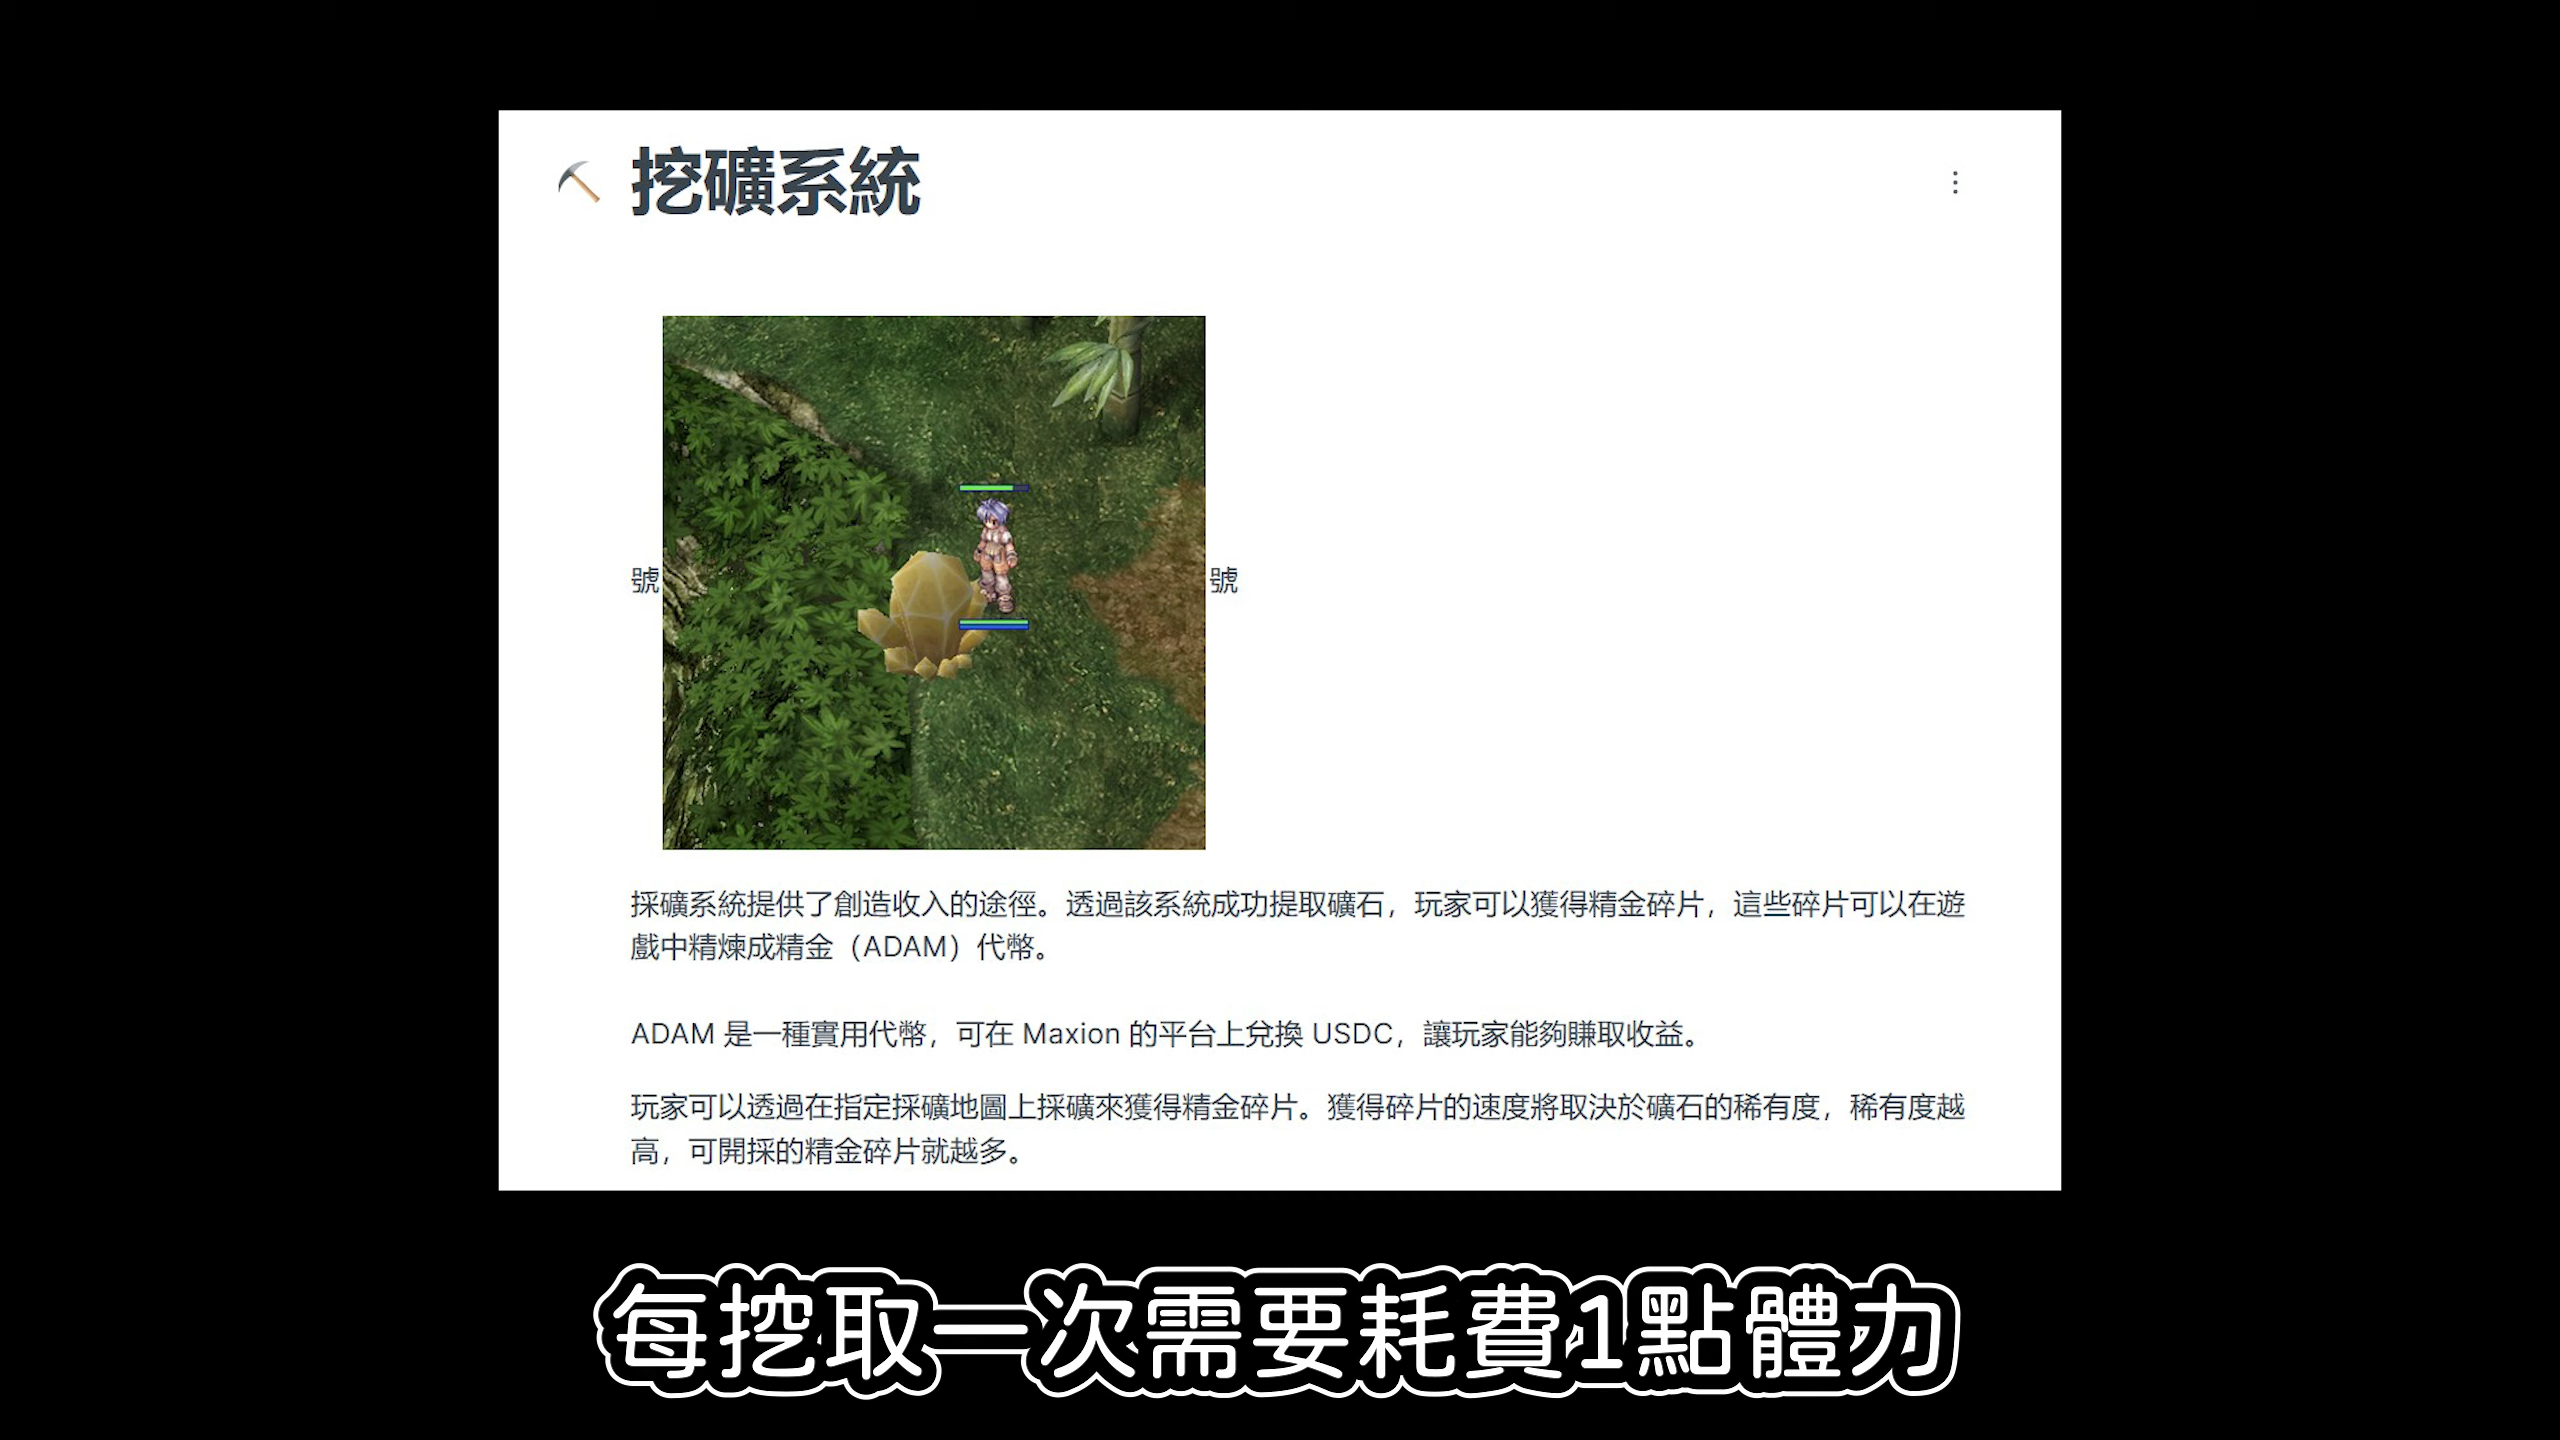 挖礦系統
號 號
採礦系統提供了創造收入的途徑。透過該系統成功提取礦石，玩家可以獲得精金碎片，這些碎片可以在遊
戲中精煉成精金（ADAM）代幣。
ADAM 是一種實用代幣，可在 Maxion 的平台上兌換 USDC，讓玩家能夠賺取收益。
玩家可以透過在指定採礦地圖上採礦來獲得精金碎片。獲得碎片的速度將取決於礦石的稀有度，稀有度越
高，可開採的精金碎片就越多。
每挖取一次需要耗費1點體力